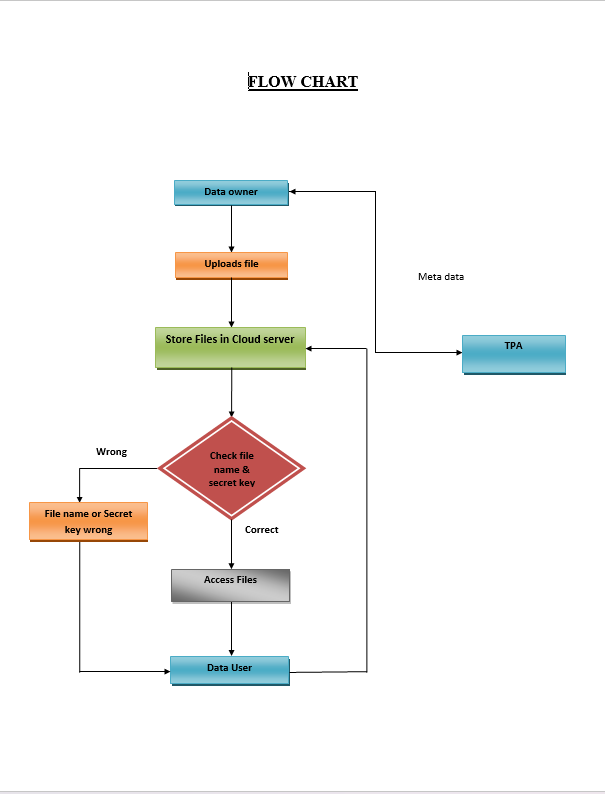 FLOW CHART
Data owner
Uploads file
Meta data
Store Files in Cloud server
TPA
Check file
name &
secret key
Wrong
File name or Secret
key wrong
Correct
Access Files
Data User